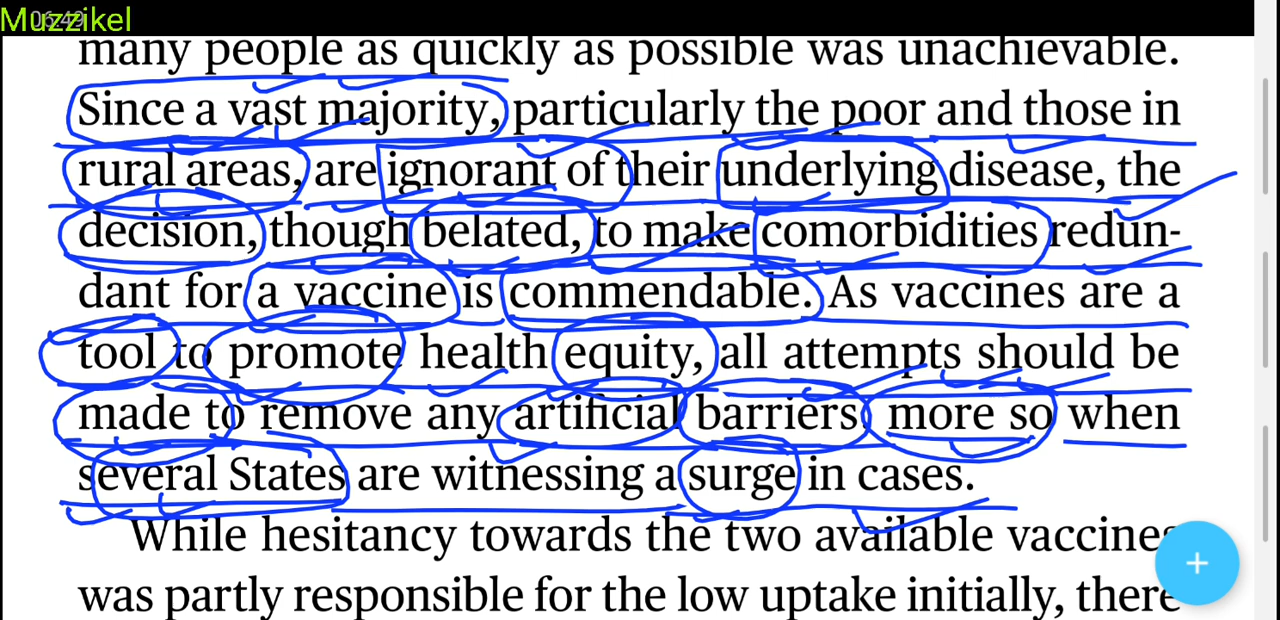 Muzzikel
06:49
many people as quickly as possible was unachievable.
Since a vast majority, particularly the poor and those in
rural areas, are ignorant of their underlying disease, the
decision, though belated, to make comorbidities redun-
dant for a vaccine is commendable. As vaccines are a
tool to promote health equity, all attempts should be
made to remove any artificial barriers more so when
several States are witnessing a surge in cases.
While hesitancy towards the two available vaccines
was partly responsible for the low uptake initially, there
+